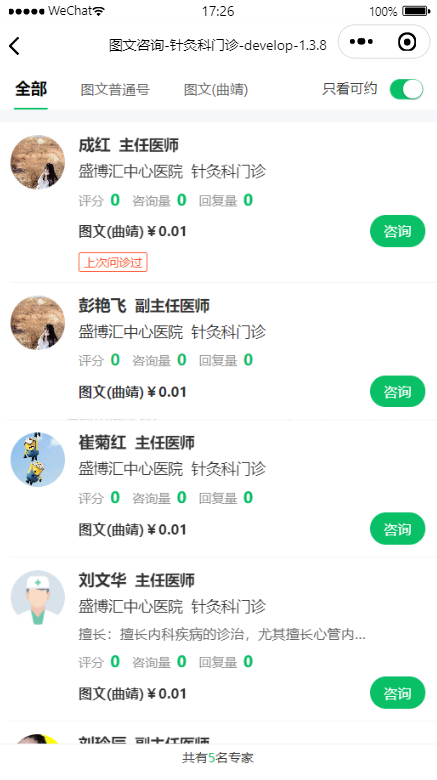 WeChat 17:26 100%
图文咨询-针灸科门诊-develop-1.3.8
全部 图文普通号 图文(曲靖) 只看可约
成红 主任医师
盛博汇中心医院 针灸科门诊
评分 0 咨询量 0 回复量 0
图文(曲靖)￥0.01 咨询
上次问诊过
彭艳飞 副主任医师
盛博汇中心医院 针灸科门诊
评分 0 咨询量 0 回复量 0
图文(曲靖)￥0.01 咨询
崔菊红 主任医师
盛博汇中心医院 针灸科门诊
评分 0 咨询量 0 回复量 0
图文(曲靖)￥0.01 咨询
刘文华 主任医师
盛博汇中心医院 针灸科门诊
擅长：擅长内科疾病的诊治，尤其擅长心管内...
评分 0 咨询量 0 回复量 0
图文(曲靖)￥0.01 咨询
副主任医师
共有5名专家